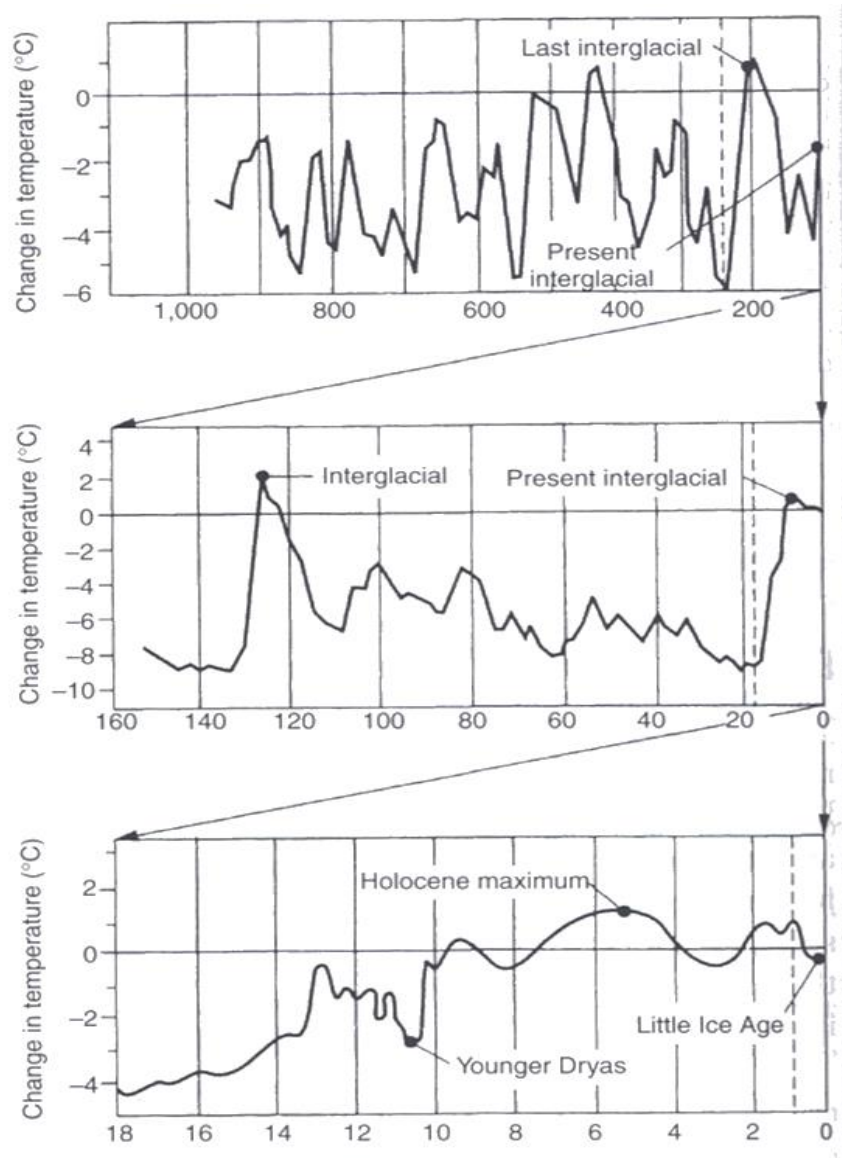 Change in temperature (°C)
Last interglacial
0
−2
−4
−6
Present
interglacial
1,000 800 600 400 200
Change in temperature (°C)
4
2
0
−2
−4
−6
−8
−10
Interglacial
Present interglacial
160 140 120 100 80 60 40 20 0
Change in temperature (°C)
2
0
−2
−4
Holocene maximum
Younger Dryas
Little Ice Age
18 16 14 12 10 8 6 4 2 0